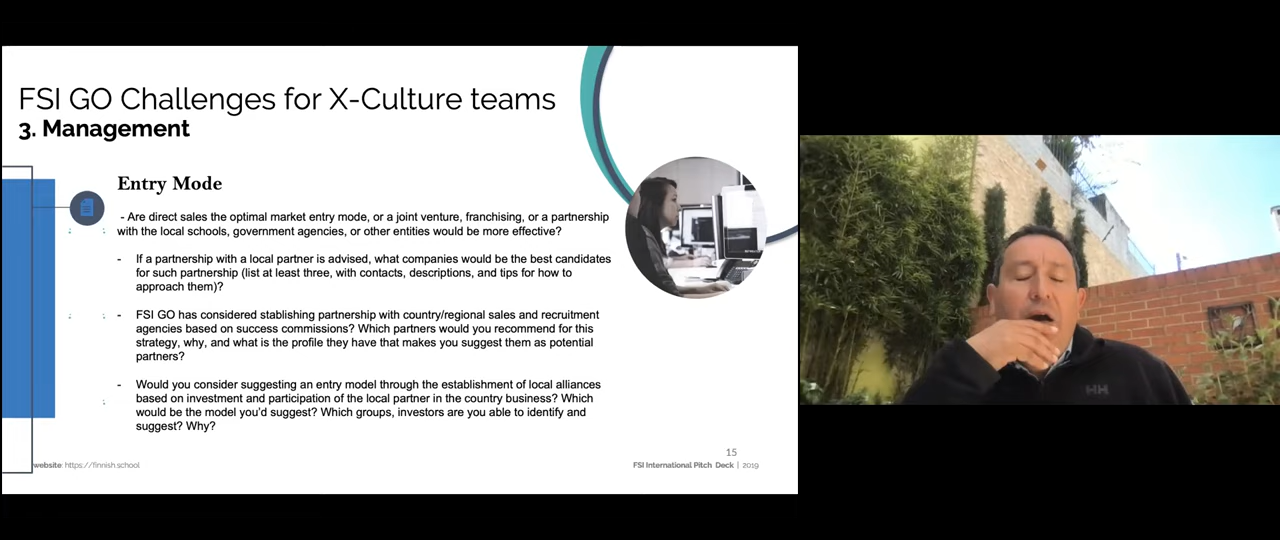 FSI GO Challenges for X-Culture teams
3. Management
Entry Mode
- Are direct sales the optimal market entry mode, or a joint venture, franchising, or a partnership
with the local schools, government agencies, or other entities would be more effective?
- If a partnership with a local partner is advised, what companies would be the best candidates
for such partnership (list at least three, with contacts, descriptions, and tips for how to
approach them)?
- FSI GO has considered stablishing partnership with country/regional sales and recruitment
agencies based on success commissions? Which partners would you recommend for this
strategy, why, and what is the profile they have that makes you suggest them as potential
partners?
- Would you consider suggesting an entry model through the establishment of local alliances
based on investment and participation of the local partner in the country business? Which
would be the model you'd suggest? Which groups, investors are you able to identify and
suggest? Why?
15
website: https://finnish.school
FSI International Pitch Deck | 2019
HH